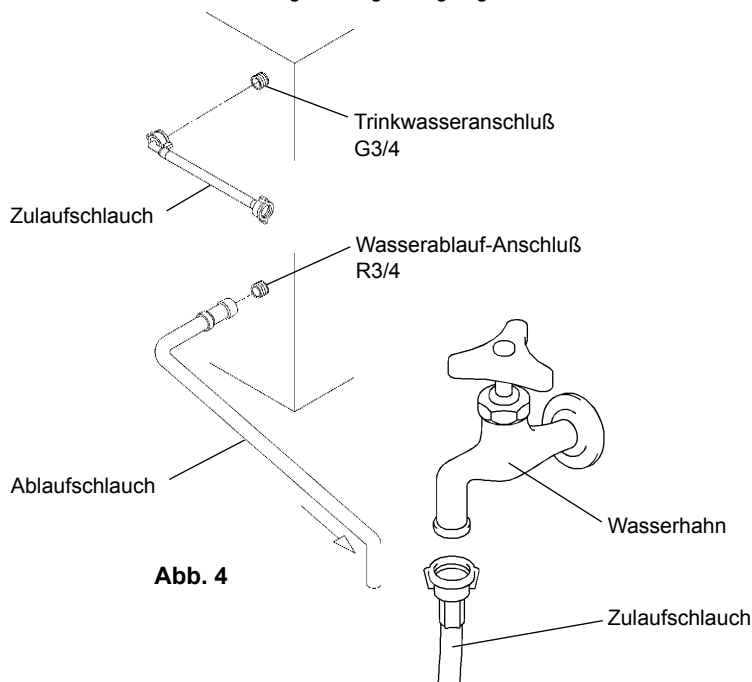 Trinkwasseranschluß
G3/4
Zulaufschlauch
Wasserablauf-Anschluß
R3/4
Ablaufschlauch
Wasserhahn
Abb. 4
Zulaufschlauch